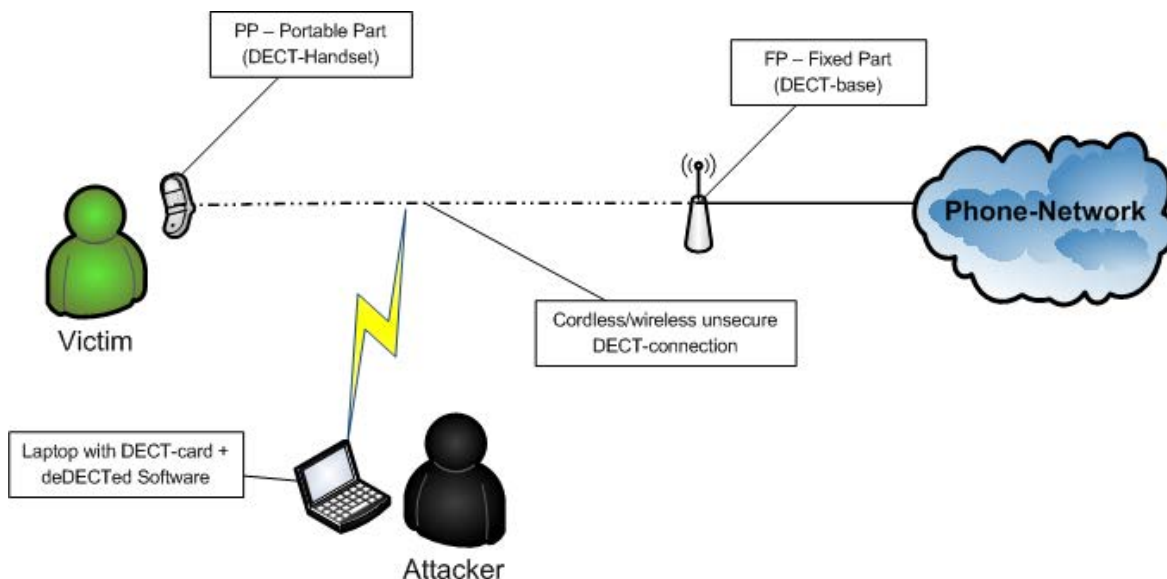 PP – Portable Part
(DECT-Handset)
FP – Fixed Part
(DECT-base)
Phone-Network
Victim
Cordless/wireless unsecure
DECT-connection
Laptop with DECT-card +
deDECTed Software
Attacker